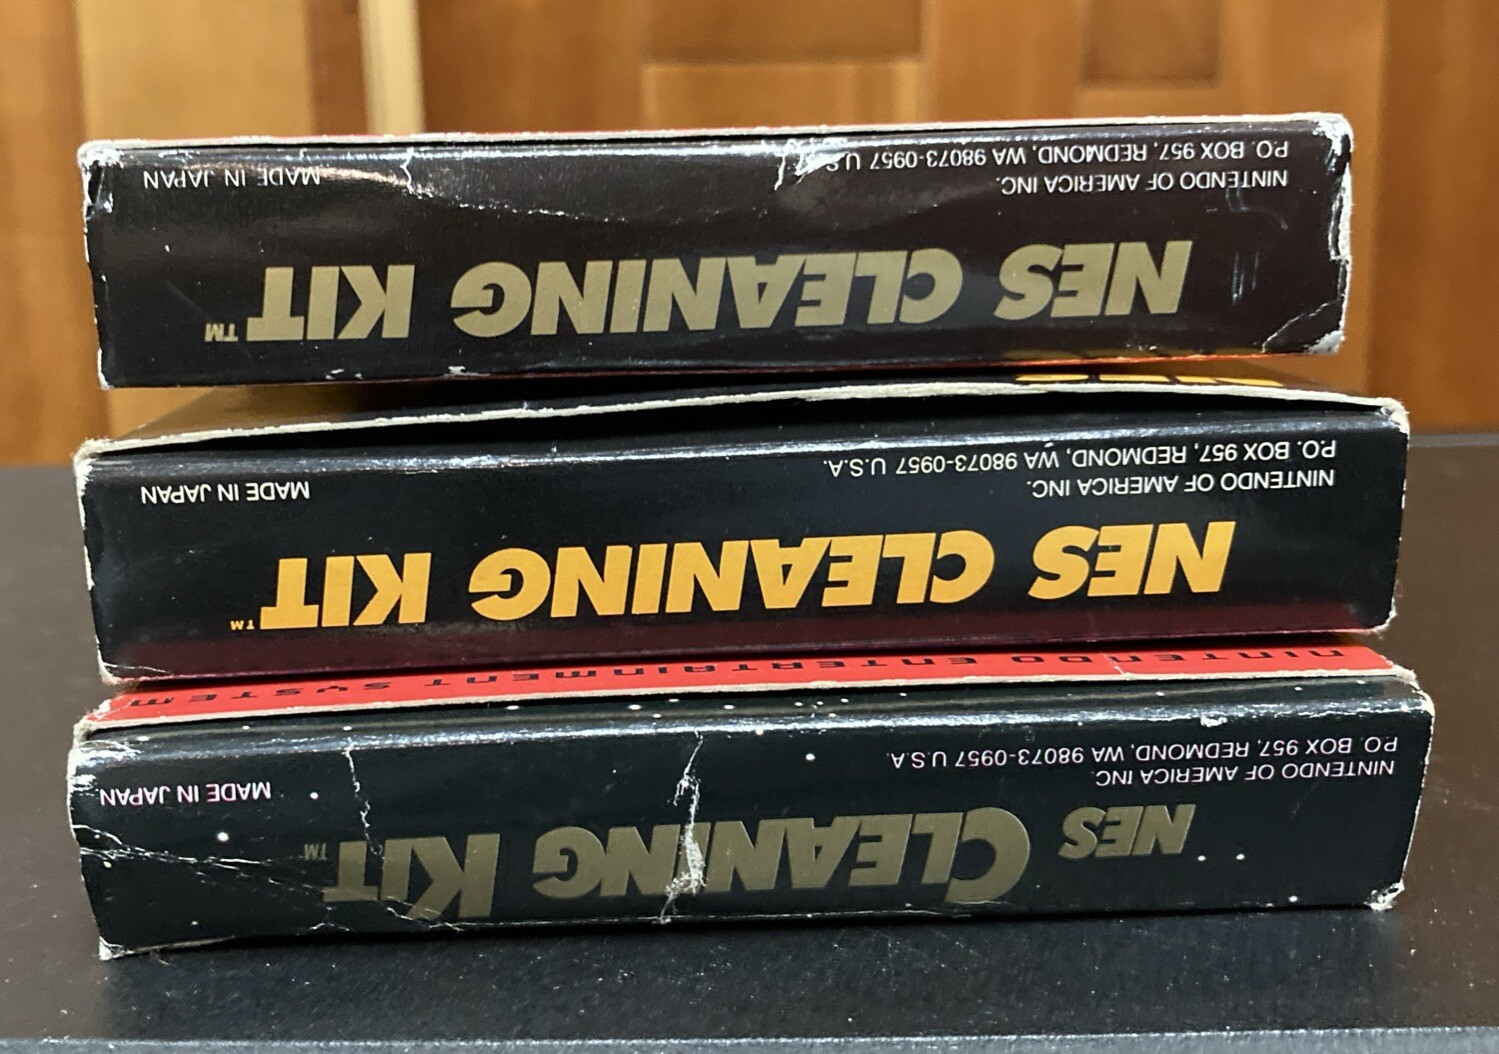 NES CLEANING KIT™
NINTENDO OF AMERICA INC.
P.O. BOX 957, REDMOND, WA 98073-0957 U.S.A.
MADE IN JAPAN
NINTENDO ENTERTAINMENT SYSTEM
NES CLEANING KIT™
NINTENDO OF AMERICA INC.
P.O. BOX 957, REDMOND, WA 98073-0957 U.S.A.
MADE IN JAPAN
NES CLEANING KIT™
NINTENDO OF AMERICA INC.
P.O. BOX 957, REDMOND, WA 98073-0957 U.S
MADE IN JAPAN